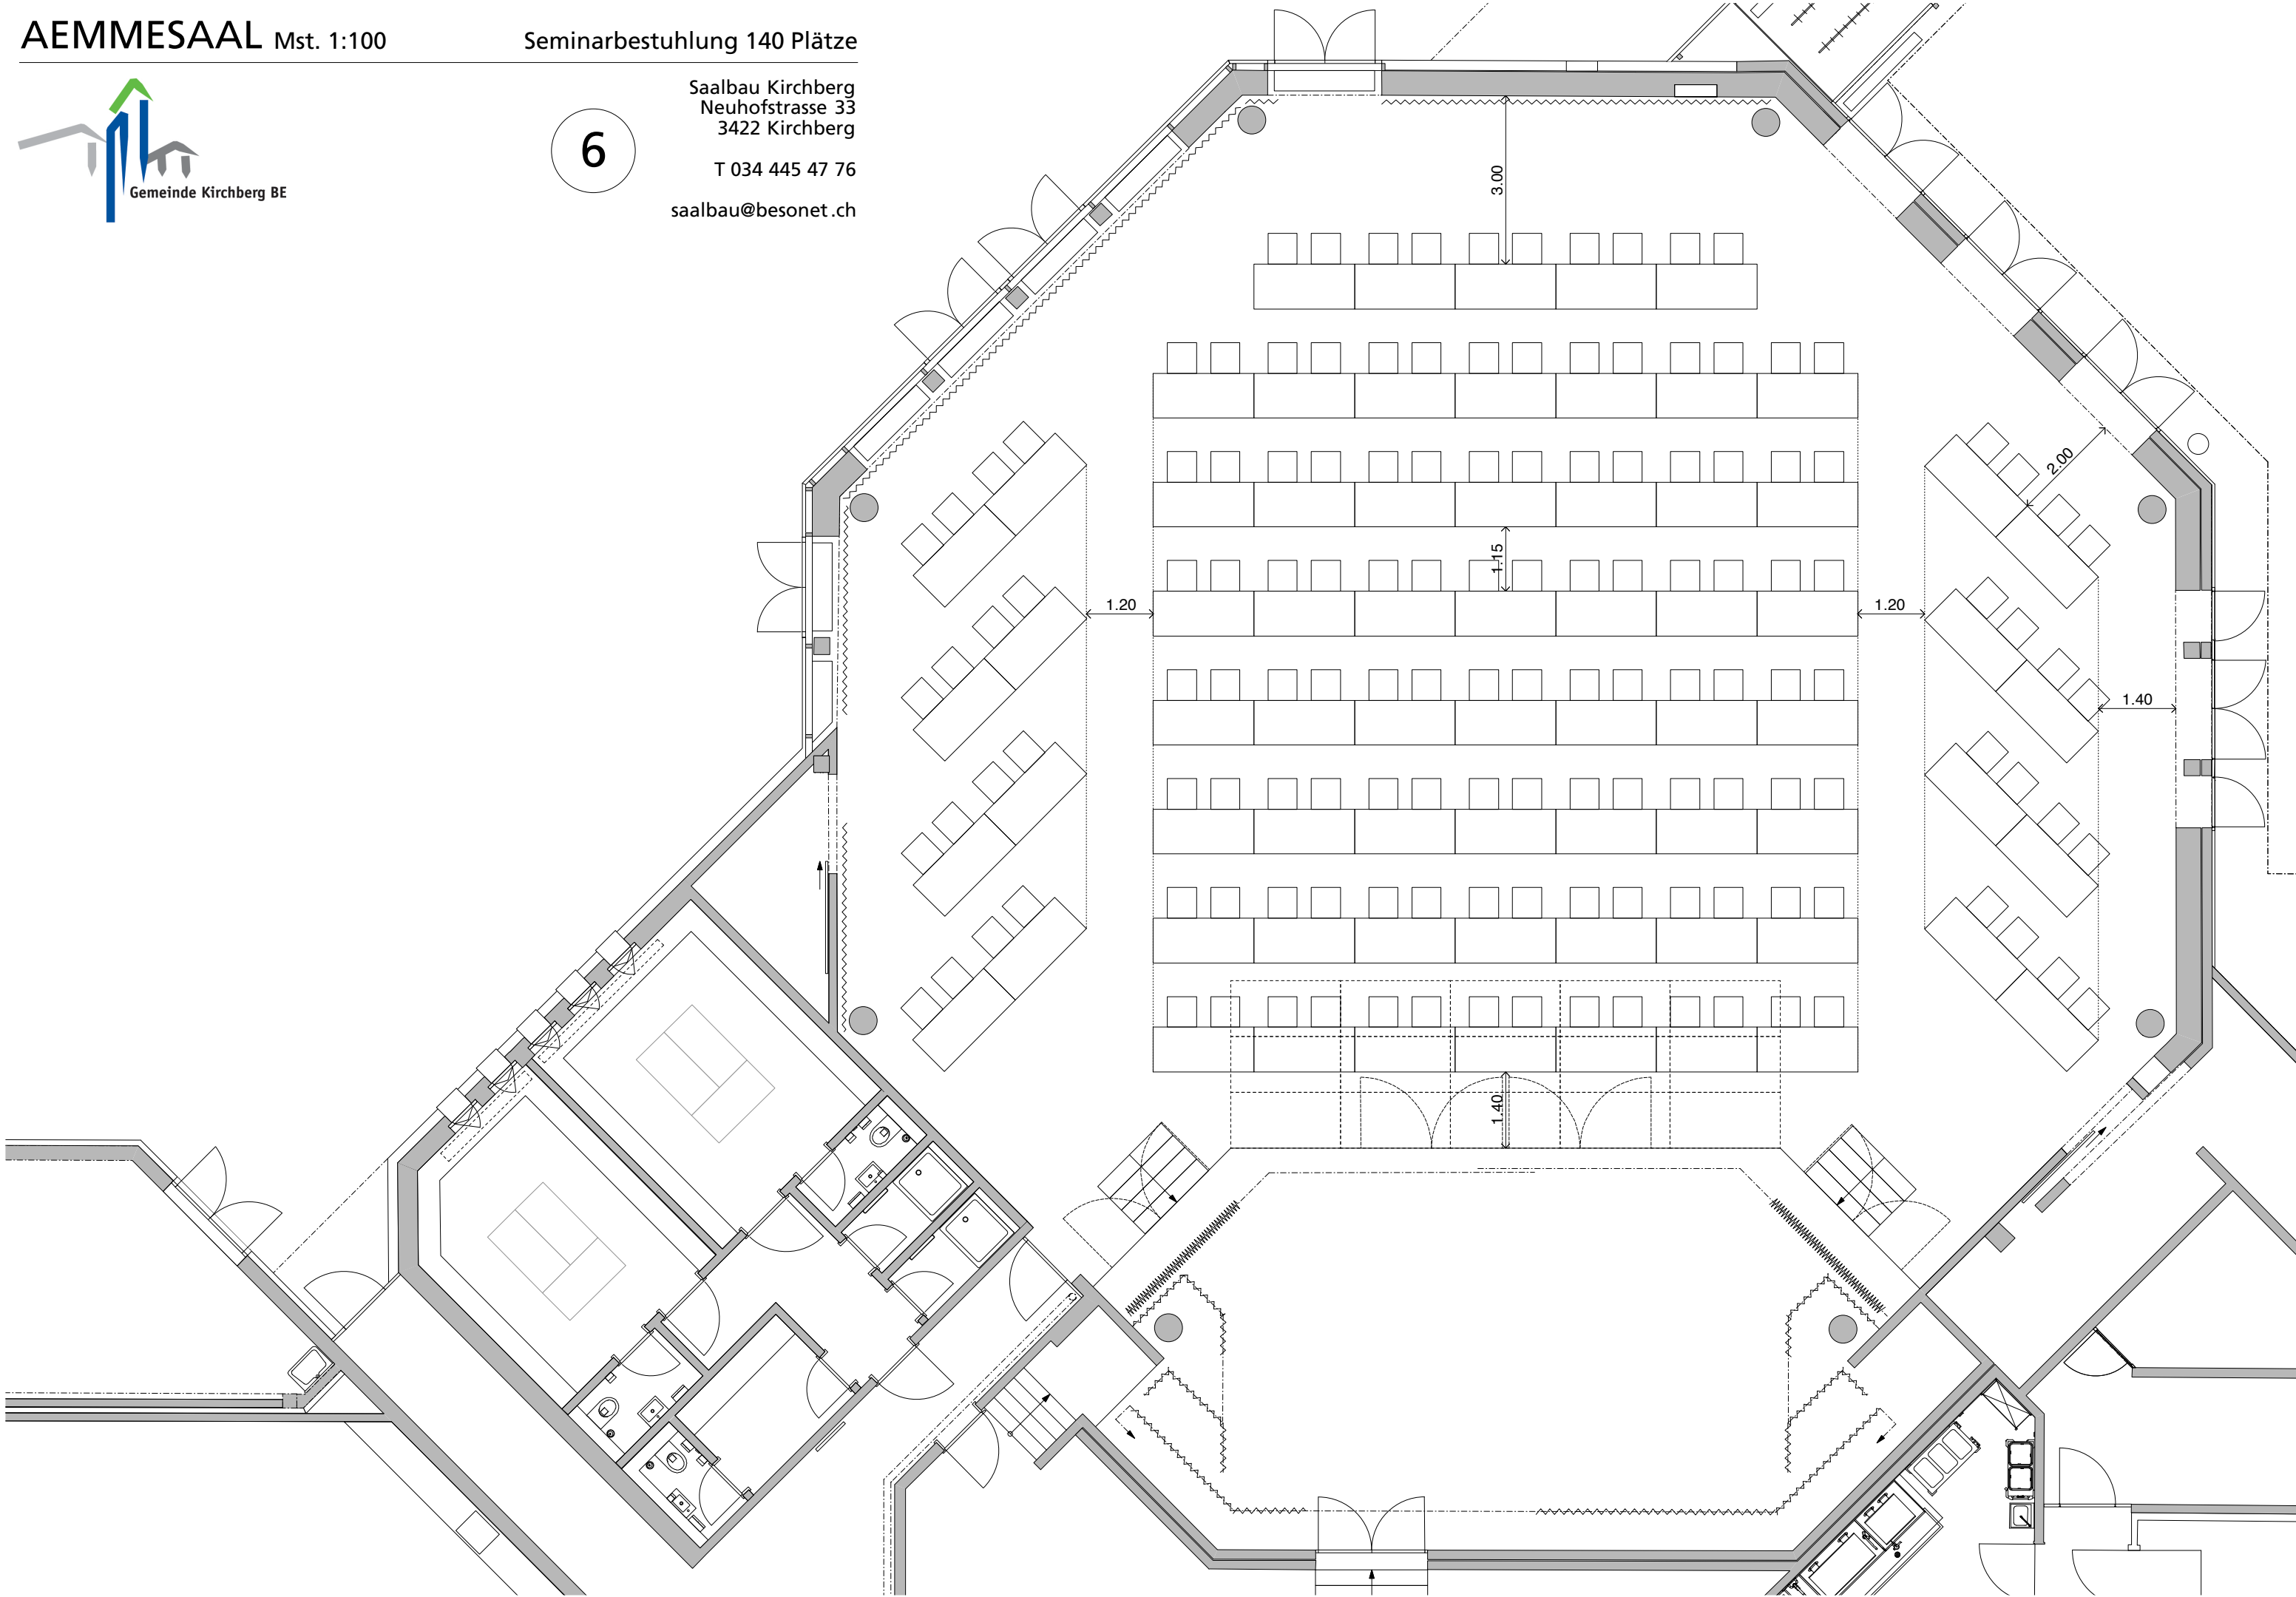 AEMMESAAL Mst. 1:100
Seminarbestuhlung 140 Plätze
Gemeinde Kirchberg BE
6
Saalbau Kirchberg
Neuhofstrasse 33
3422 Kirchberg
T 034 445 47 76
saalbau@besonet.ch
3.00
2.00
1.15
1.20
1.20
1.40
1.40